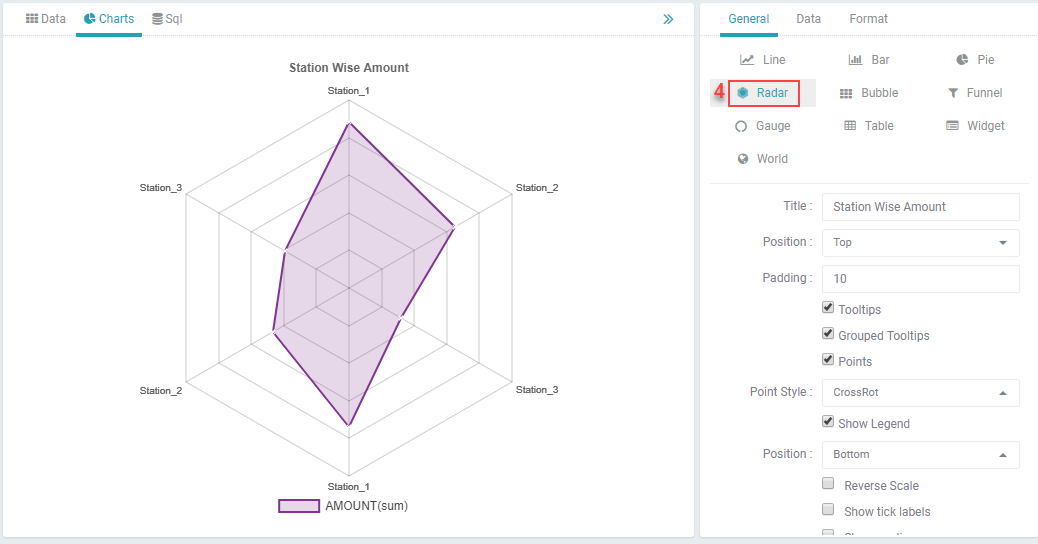 Data Charts Sql
General Data Format
Station Wise Amount
Station_1
Station_2
Station_3
Station_3
Station_2
Station_1
AMOUNT(sum)
Line Bar Pie
4 Radar Bubble Funnel
Gauge Table Widget
World
Title : Station Wise Amount
Position : Top
Padding : 10
Tooltips
Grouped Tooltips
Points
Point Style : CrossRot
Show Legend
Position : Bottom
Reverse Scale
Show tick labels